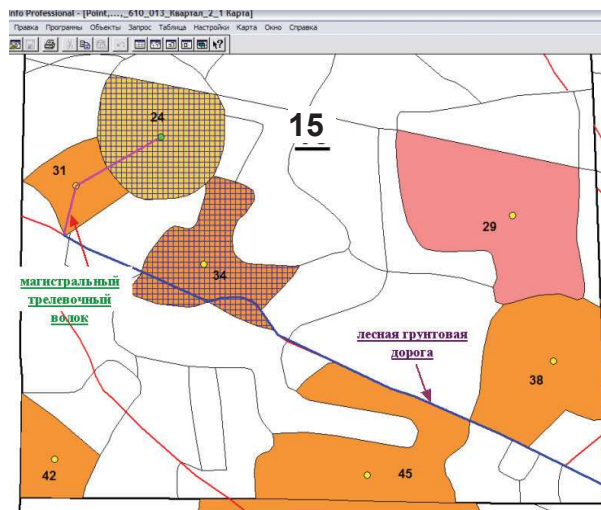 nfo Professional - [Point,...,_610_013_Квартал_2_1 Карта]
Правка Программы Объекты Запрос Таблица Настройки Карта Окно Справка
24
15
31
29
34
магистральный
трелевочный
волок
лесная грунтовая
дорога
38
42
45